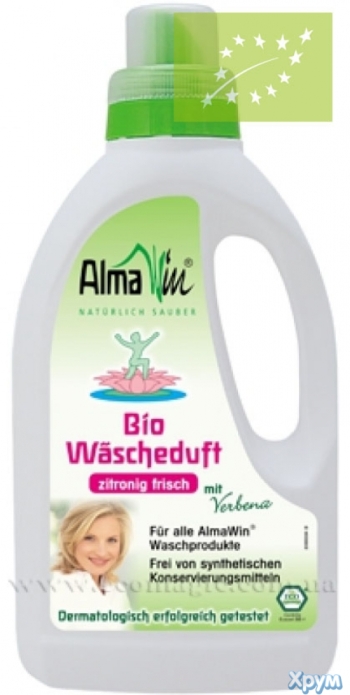 AlmaWin®
NATÜRLICH SAUBER
Bio
Wäscheduft
zitronig frisch
mit
Verbena
Für alle AlmaWin®
Waschprodukte
Frei von synthetischen
Konservierungsmitteln
eco
Dermatologisch erfolgreich getestet
Хрум